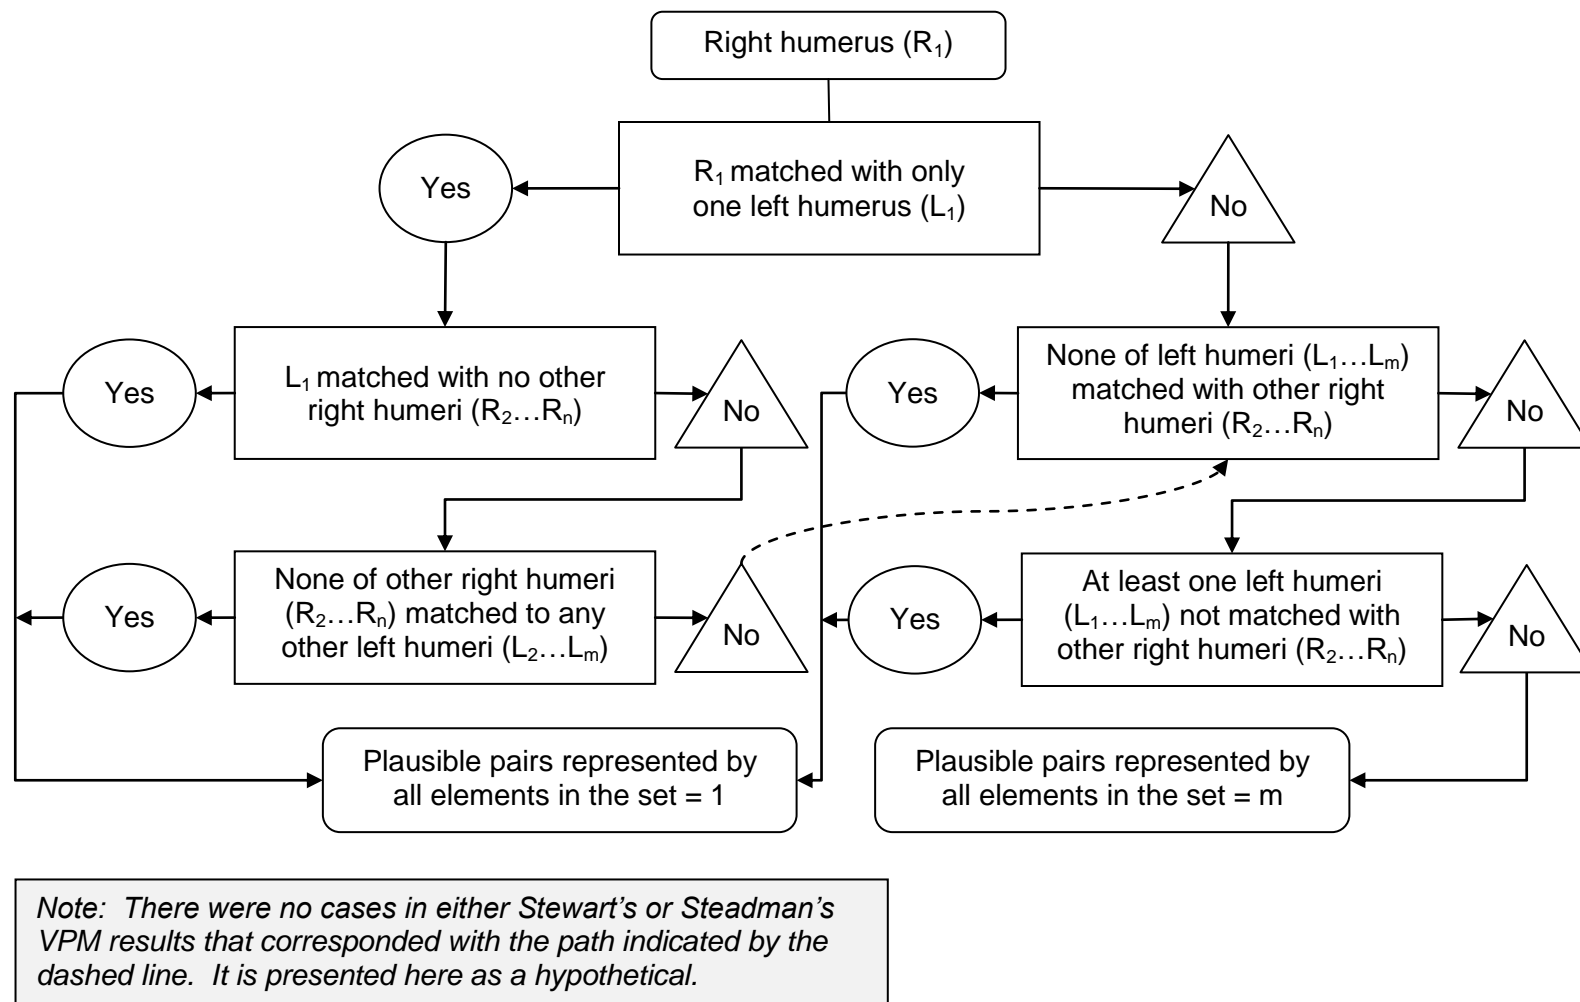 Right humerus (R₁)
R₁ matched with only
one left humerus (L₁)
Yes
No
Yes
L₁ matched with no other
right humeri (R₂…Rₙ)
No
Yes
None of left humeri (L₁…Lₘ)
matched with other right
humeri (R₂…Rₙ)
No
Yes
None of other right humeri
(R₂…Rₙ) matched to any
other left humeri (L₂…Lₘ)
No
Yes
At least one left humeri
(L₁…Lₘ) not matched with
other right humeri (R₂…Rₙ)
No
Plausible pairs represented by
all elements in the set = 1
Plausible pairs represented by
all elements in the set = m
Note: There were no cases in either Stewart’s or Steadman’s
VPM results that corresponded with the path indicated by the
dashed line. It is presented here as a hypothetical.